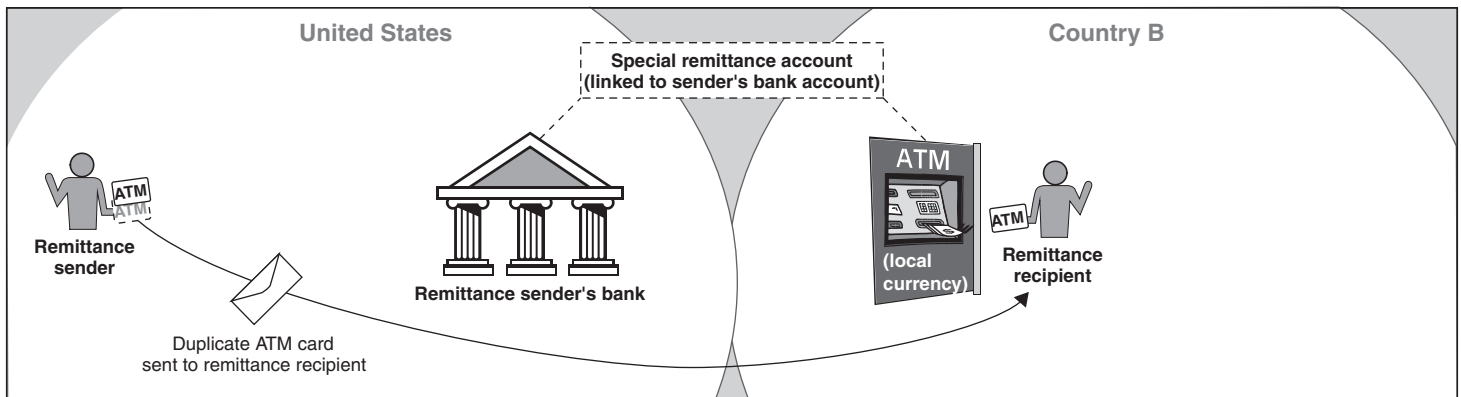 United States
Country B
Special remittance account
(linked to sender's bank account)
ATM
ATM
Remittance
sender
Remittance sender's bank
ATM
(local
currency)
ATM
Remittance
recipient
Duplicate ATM card
sent to remittance recipient